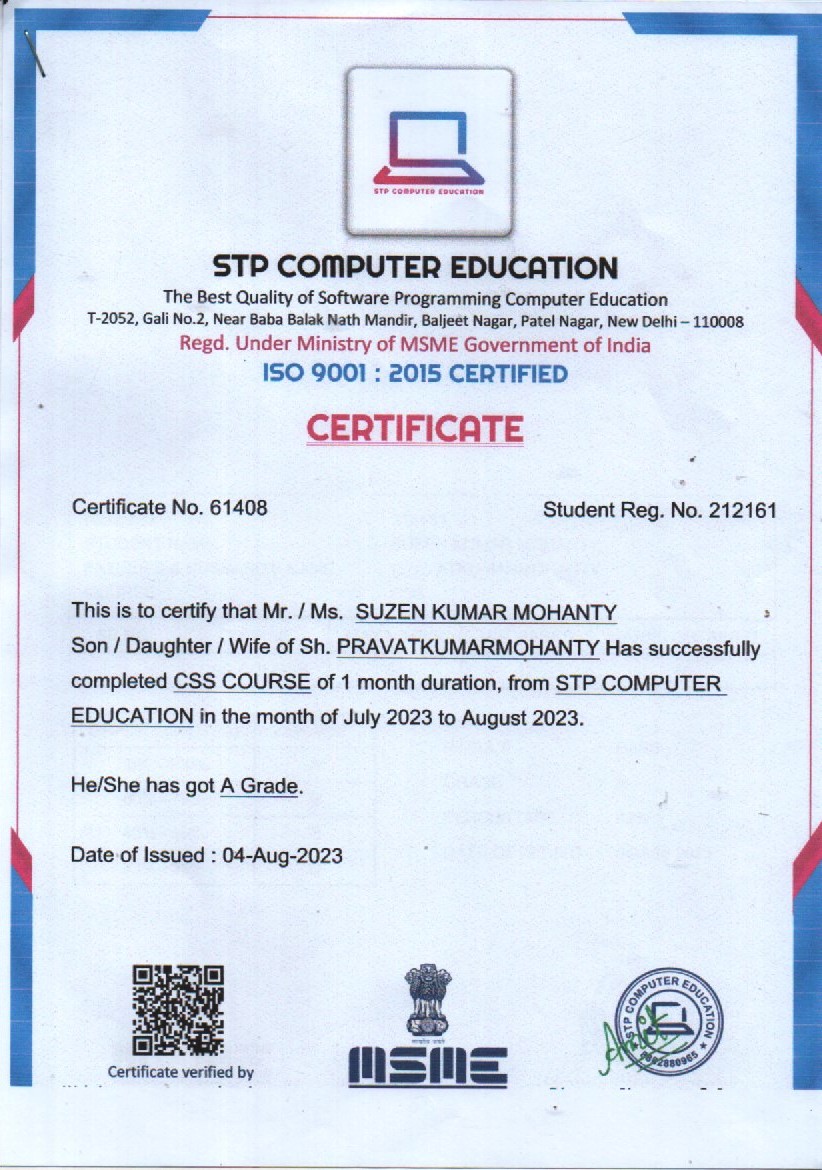 STP COMPUTER EDUCATION
STP COMPUTER EDUCATION
The Best Quality of Software Programming Computer Education
T-2052, Gali No.2, Near Baba Balak Nath Mandir, Baljeet Nagar, Patel Nagar, New Delhi – 110008
Regd. Under Ministry of MSME Government of India
ISO 9001 : 2015 CERTIFIED
CERTIFICATE
Certificate No. 61408 Student Reg. No. 212161
This is to certify that Mr. / Ms. SUZEN KUMAR MOHANTY
Son / Daughter / Wife of Sh. PRAVATKUMARMOHANTY Has successfully
completed CSS COURSE of 1 month duration, from STP COMPUTER
EDUCATION in the month of July 2023 to August 2023.
He/She has got A Grade.
Date of Issued : 04-Aug-2023
Certificate verified by
सत्यमेव जयते
MSME
STP COMPUTER EDUCATION